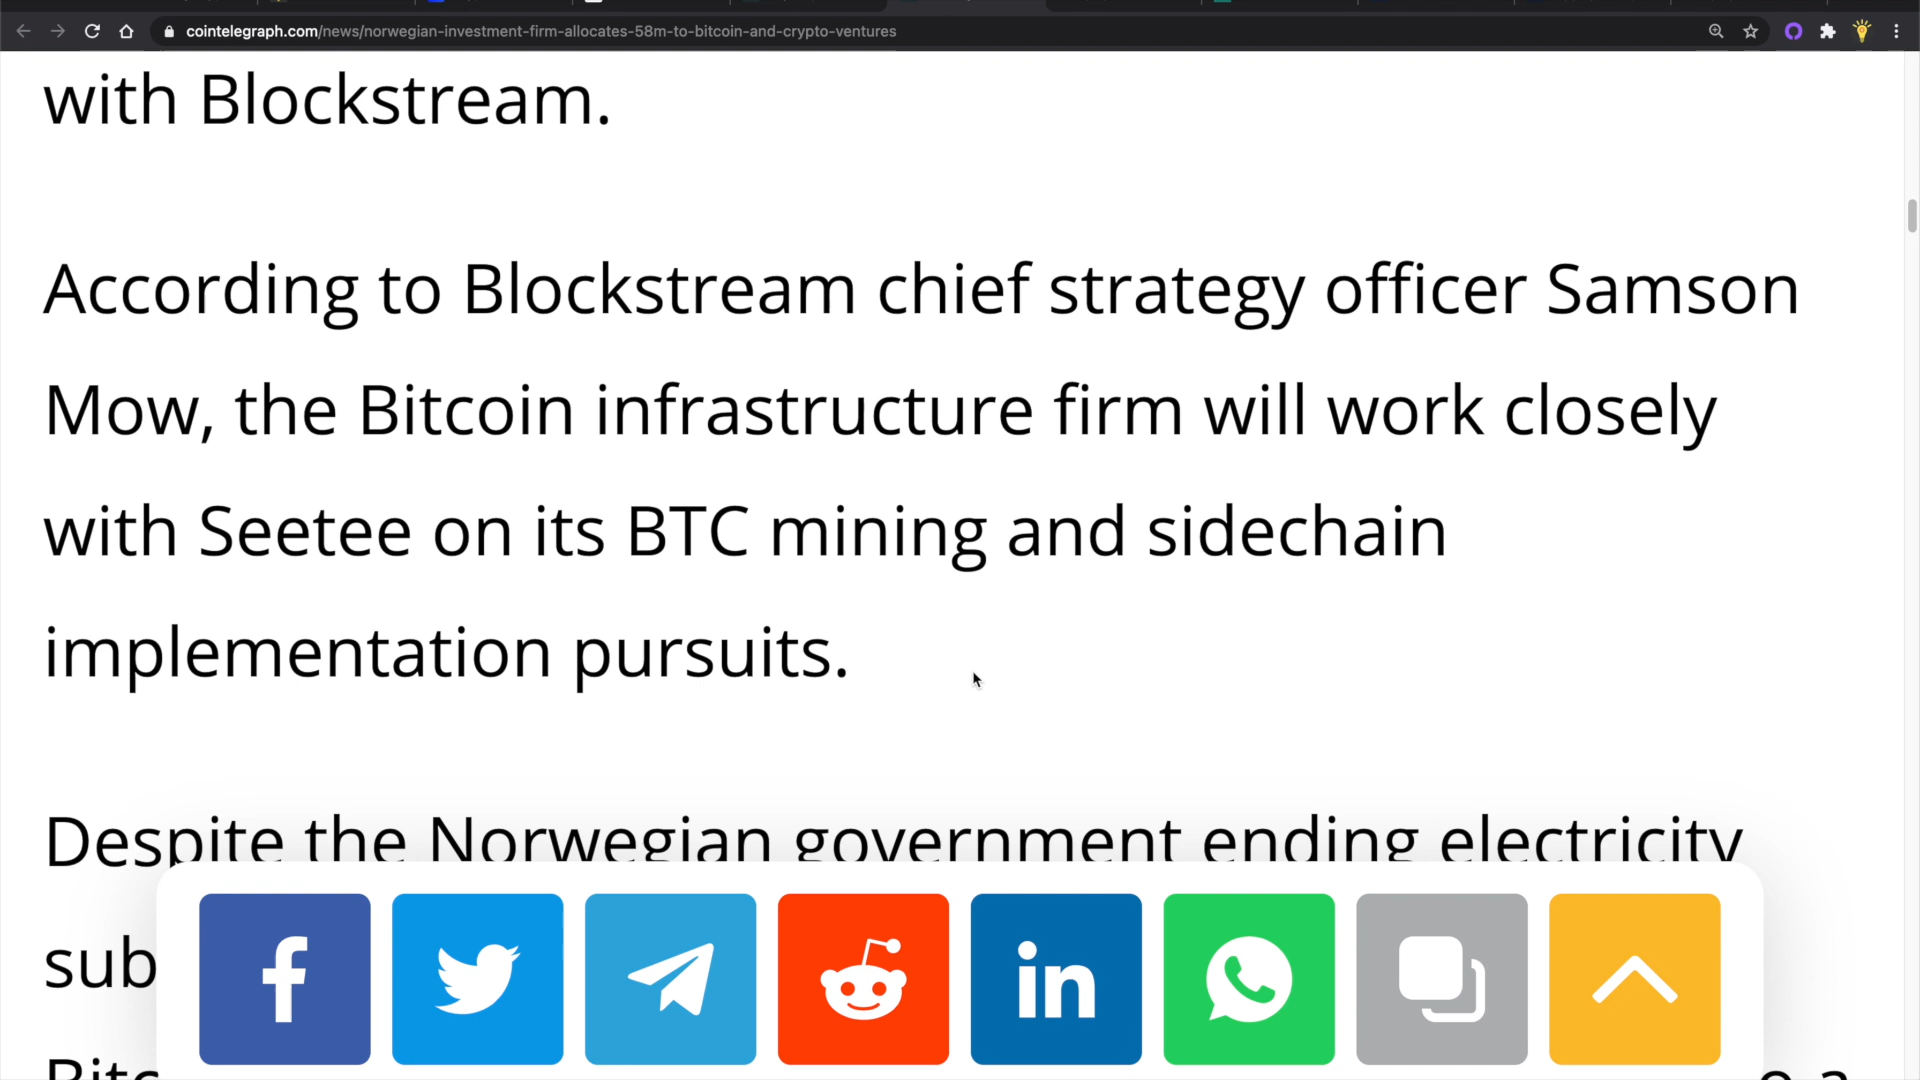 cointelegraph.com/news/norwegian-investment-firm-allocates-58m-to-bitcoin-and-crypto-ventures
with Blockstream.
According to Blockstream chief strategy officer Samson
Mow, the Bitcoin infrastructure firm will work closely
with Seetee on its BTC mining and sidechain
implementation pursuits.
Despite the Norwegian government ending electricity
sub